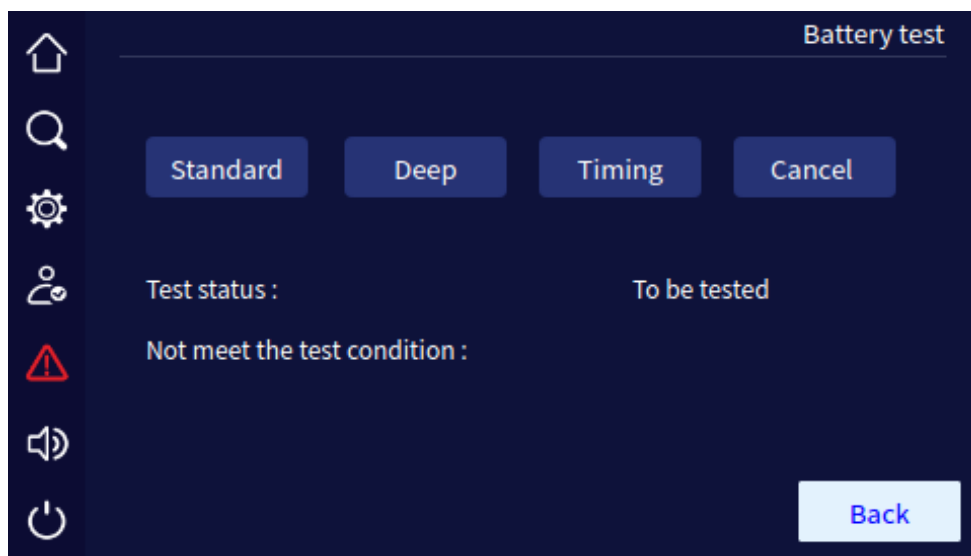 Battery test
Standard Deep Timing Cancel
Test status : To be tested
Not meet the test condition :
Back